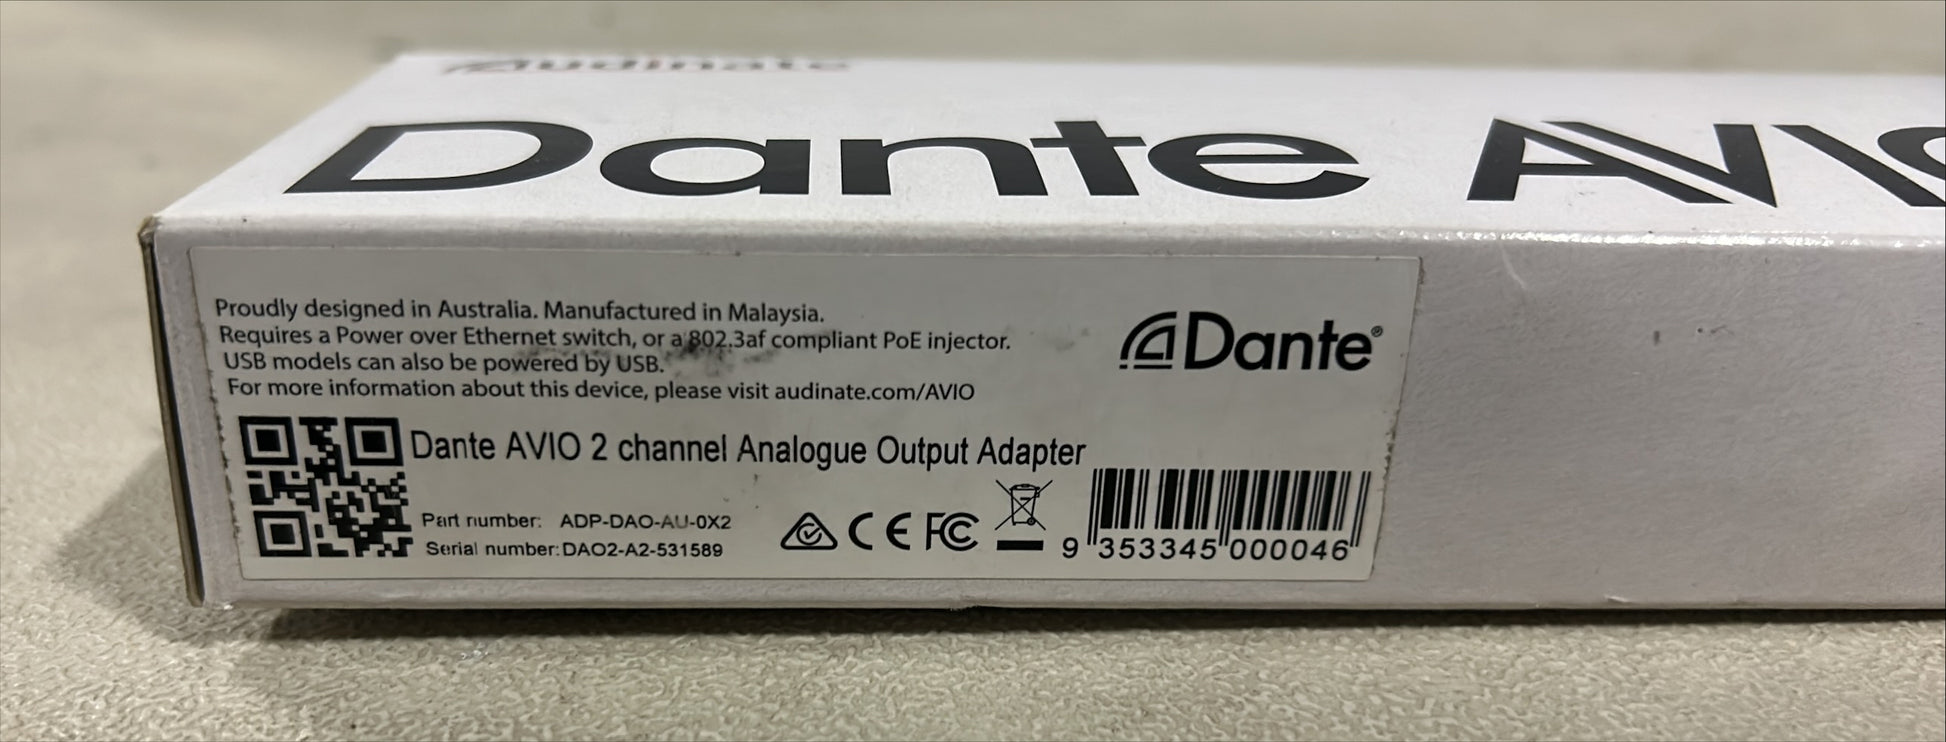 Audinate
Dante AVIO
Proudly designed in Australia. Manufactured in Malaysia.
Requires a Power over Ethernet switch, or a 802.3af compliant PoE injector.
USB models can also be powered by USB.
For more information about this device, please visit audinate.com/AVIO
Dante®
Dante AVIO 2 channel Analogue Output Adapter
Part number: ADP-DAO-AU-0X2
Serial number:DAO2-A2-531589
CE FC
9 353345 000046